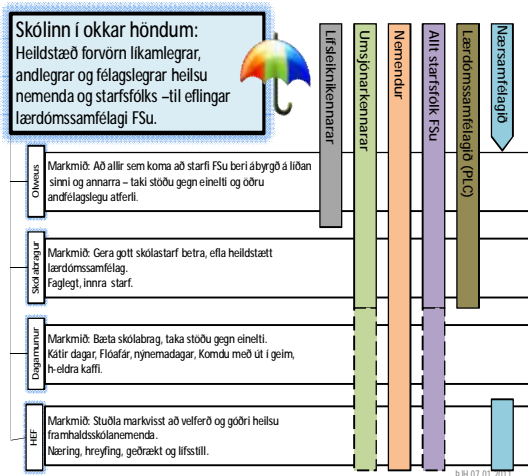 Skólinn í okkar höndum:
Heildstæð forvörn líkamlegrar,
andlegrar og félagslegrar heilsu
nemenda og starfsfólks –til eflingar
lærdómssamfélagi FSu.
Lífsleiknikennarar
Umsjónarkennarar
Nemendur
Allt starfsfólk FSu
Lærdómssamfélagið (PLC)
Nærsamfélagið
Olweus
Markmið: Að allir sem koma að starfi FSu beri ábyrgð á líðan
sinni og annarra – taki stöðu gegn einelti og öðru
andfélagslegu atferli.
Skólabragur
Markmið: Gera gott skólastarf betra, efla heildstætt
lærdómssamfélag.
Faglegt, innra starf.
Dagamunur
Markmið: Bæta skólabrag, taka stöðu gegn einelti.
Kátir dagar, Flóafár, nýnemadagar, Komdu með út í geim,
h-eldra kaffi.
HEF
Markmið: Stuðla markvisst að velferð og góðri heilsu
framhaldsskólanemenda.
Næring, hreyfing, geðrækt og lífsstíll.
ÞJH 07.01.2011